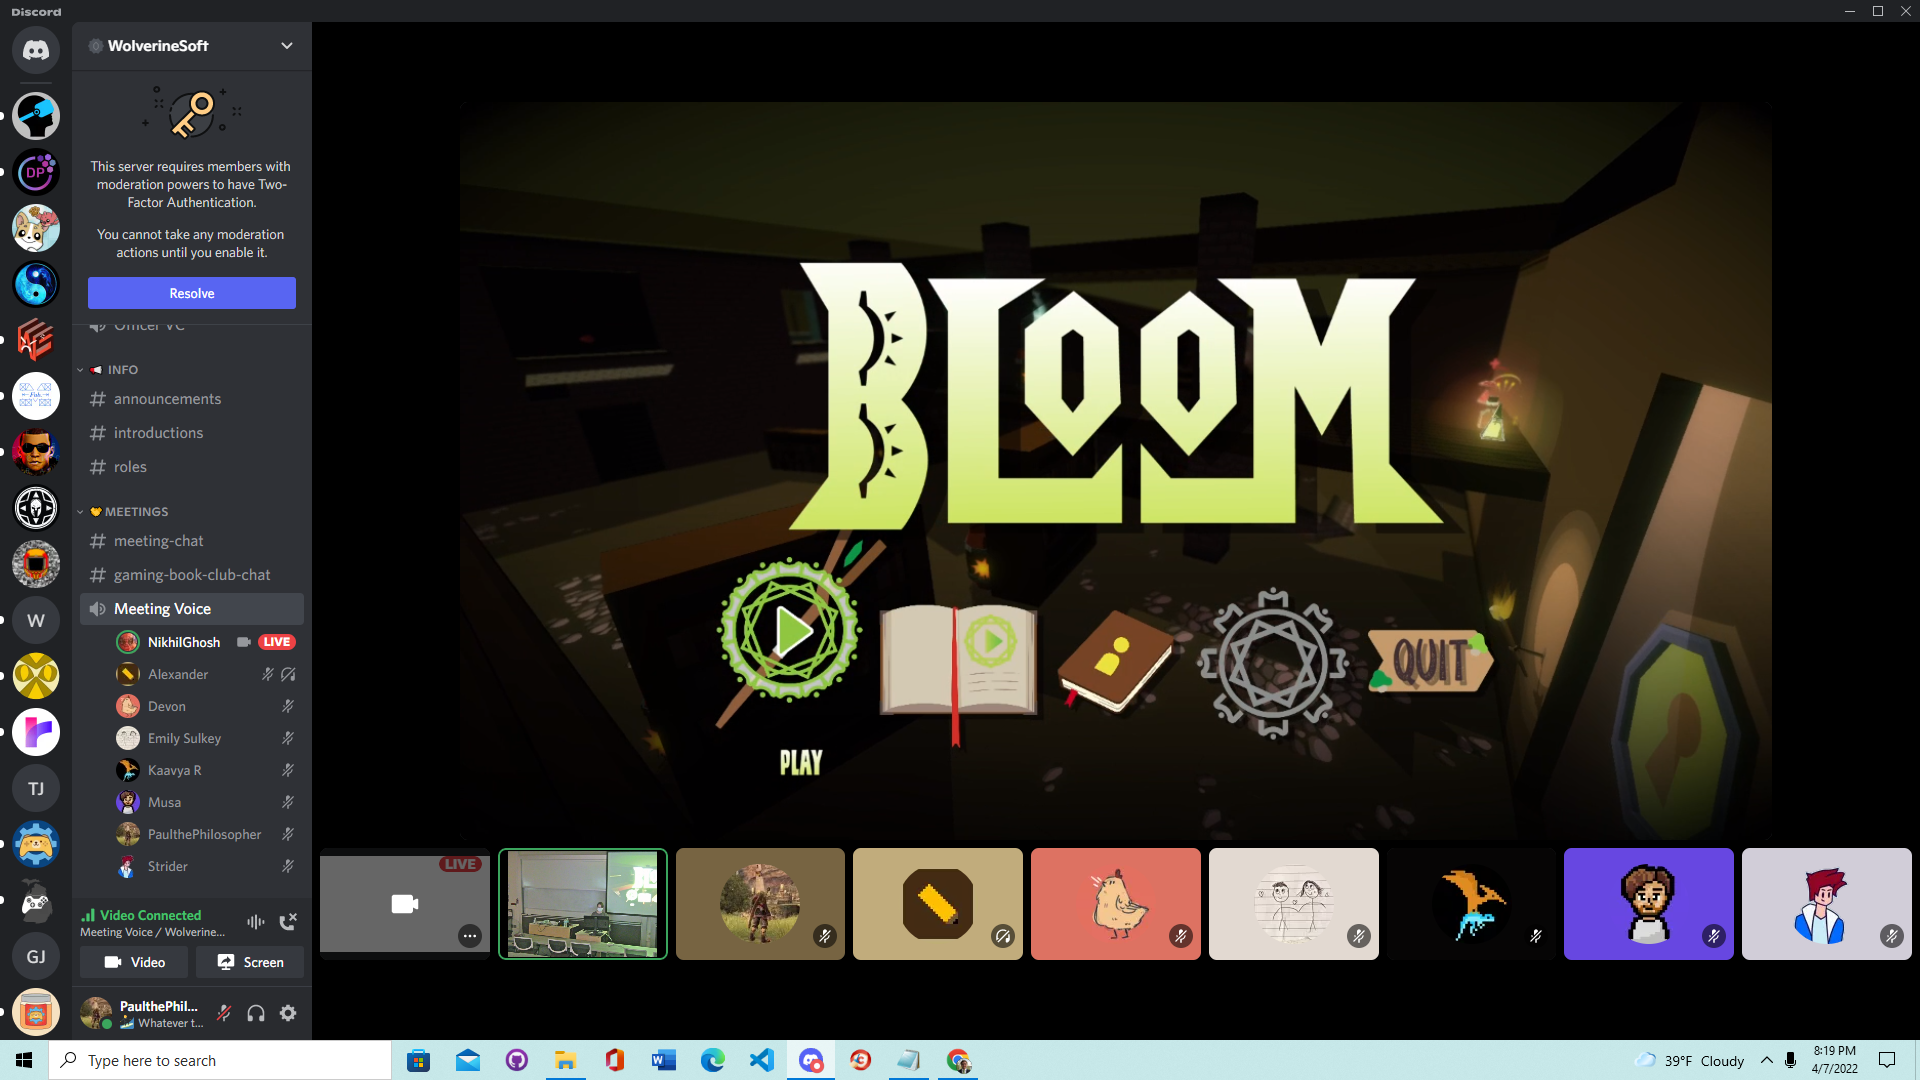 Discord
WolverineSoft
This server requires members with
moderation powers to have Two-
Factor Authentication.
You cannot take any moderation
actions until you enable it.
Resolve
Officer VC
INFO
announcements
introductions
roles
MEETINGS
meeting-chat
gaming-book-club-chat
Meeting Voice
NikhilGhosh LIVE
Alexander
Devon
Emily Sulkey
Kaavya R
Musa
PaulthePhilosopher
Strider
Video Connected
Meeting Voice / Wolverine...
Video Screen
PaulthePhil...
Whatever t...
DP
W
TJ
GJ
BLOOM
QUIT
PLAY
LIVE
Type here to search
39°F Cloudy
8:19 PM
4/7/2022